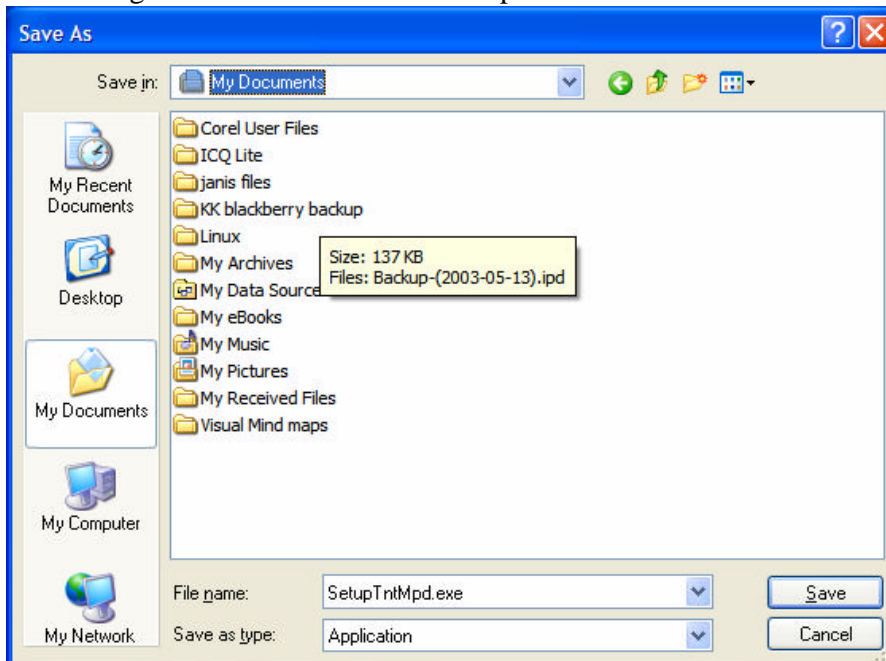 Save As
Save in:
My Documents
My Recent
Documents
Desktop
My Documents
My Computer
My Network
Corel User Files
ICQ Lite
janis files
KK blackberry backup
Linux
My Archives
My Data Source
My eBooks
My Music
My Pictures
My Received Files
Visual Mind maps
Size: 137 KB
Files: Backup-(2003-05-13).ipd
File name:
SetupTntMpd.exe
Save
Save as type:
Application
Cancel